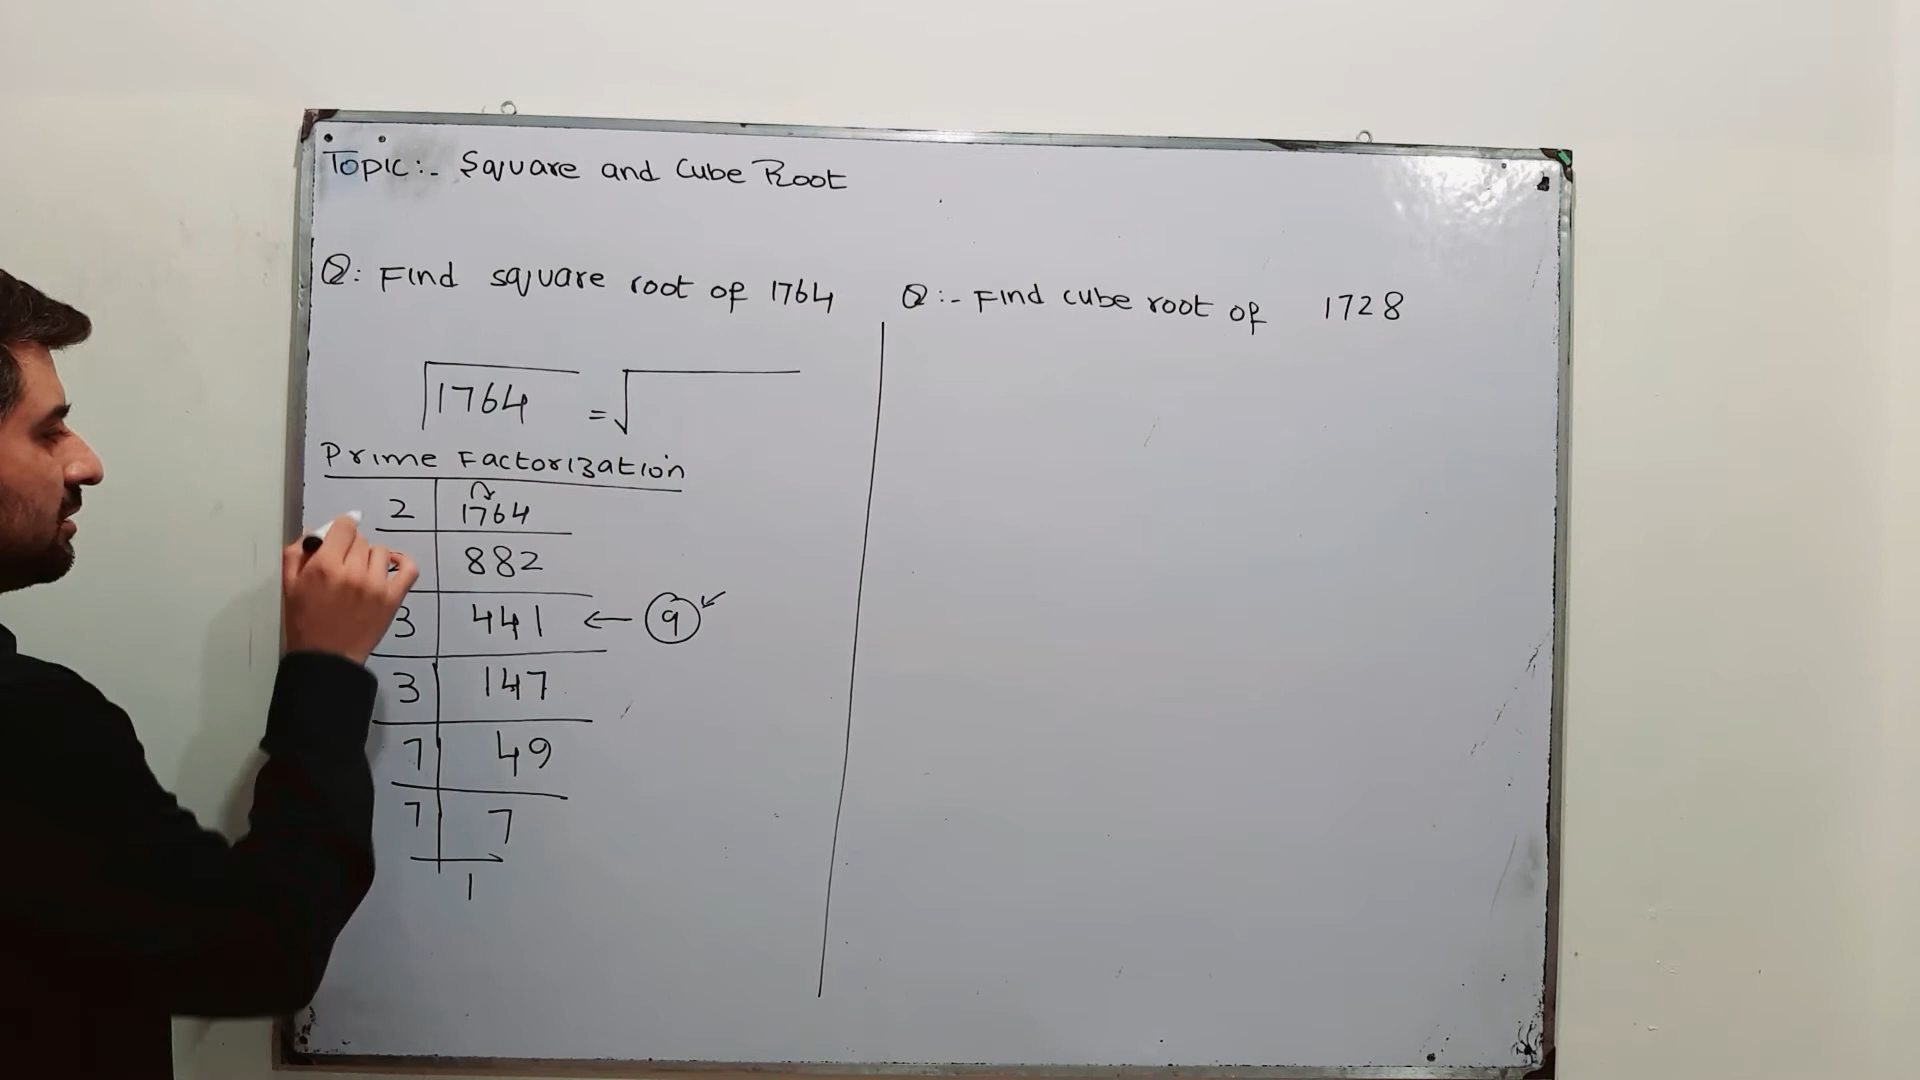 Topic:- Square and Cube Root
Q: Find square root of 1764
√1764 = √
Prime Factorization
2 | 1764
882
3 | 441 ← 9
3 | 147
7 | 49
7 | 7
1
Q:- Find cube root of 1728